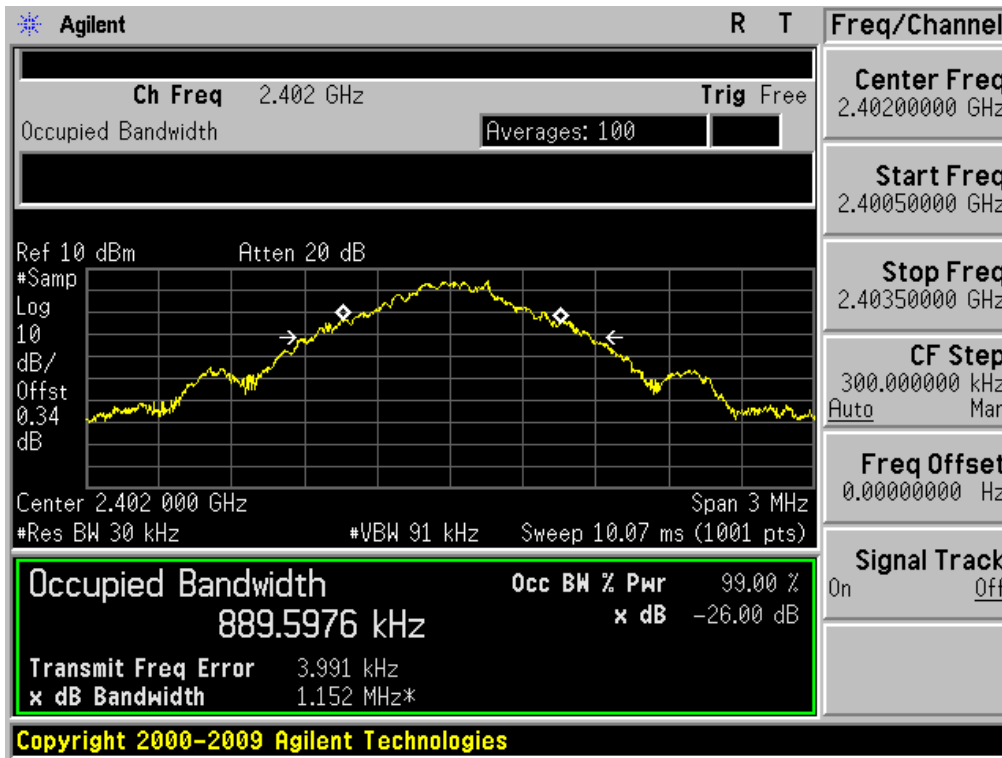 Agilent R T
Ch Freq 2.402 GHz Trig Free
Occupied Bandwidth Averages: 100
Ref 10 dBm Atten 20 dB
#Samp
Log
10
dB/
Offst
0.34
dB
Center 2.402 000 GHz Span 3 MHz
#Res BW 30 kHz #VBW 91 kHz Sweep 10.07 ms (1001 pts)
Occupied Bandwidth Occ BW % Pwr 99.00 %
889.5976 kHz x dB -26.00 dB
Transmit Freq Error 3.991 kHz
x dB Bandwidth 1.152 MHz*
Copyright 2000-2009 Agilent Technologies
Freq/Channel
Center Freq
2.40200000 GHz
Start Freq
2.40050000 GHz
Stop Freq
2.40350000 GHz
CF Step
300.000000 kHz
Auto Man
Freq Offset
0.00000000 Hz
Signal Track
On Off